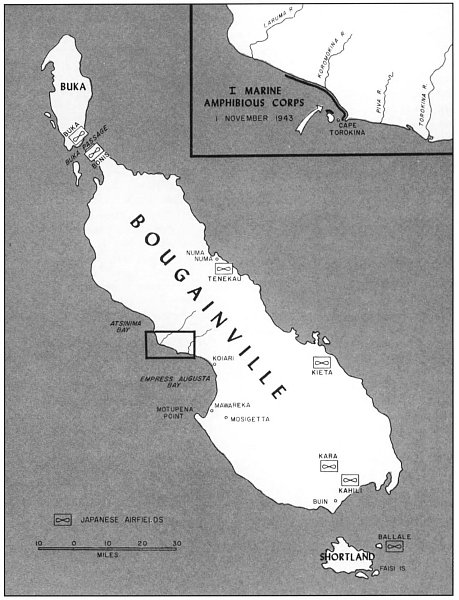 LARUMA R.
KOROMOKINA R.
I MARINE
AMPHIBIOUS CORPS
1 NOVEMBER 1943
PIVA R.
TOROKINA R.
CAPE
TOROKINA
BUKA
BUKA
BUKA PASSAGE
BONIS
BOUGAINVILLE
NUMA
NUMA
TENEKAU
ATSINIMA
BAY
KOIARI
KIETA
EMPRESS AUGUSTA
BAY
MOTUPENA
POINT
MAWAREKA
MOSIGETTA
KARA
KAHILI
BUIN
JAPANESE AIRFIELDS
10 0 10 20 30
MILES
BALLALE
SHORTLAND
FAISI IS.